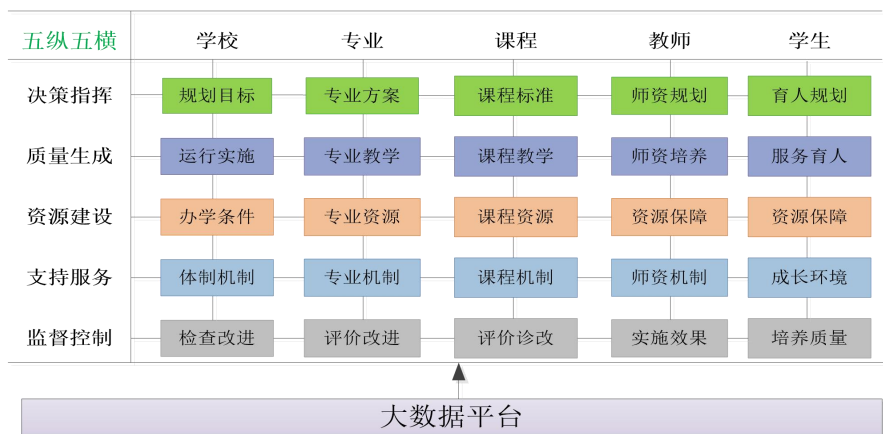 五纵五横 学校 专业 课程 教师 学生
决策指挥 规划目标 专业方案 课程标准 师资规划 育人规划
质量生成 运行实施 专业教学 课程教学 师资培养 服务育人
资源建设 办学条件 专业资源 课程资源 资源保障 资源保障
支持服务 体制机制 专业机制 课程机制 师资机制 成长环境
监督控制 检查改进 评价改进 评价诊改 实施效果 培养质量
大数据平台